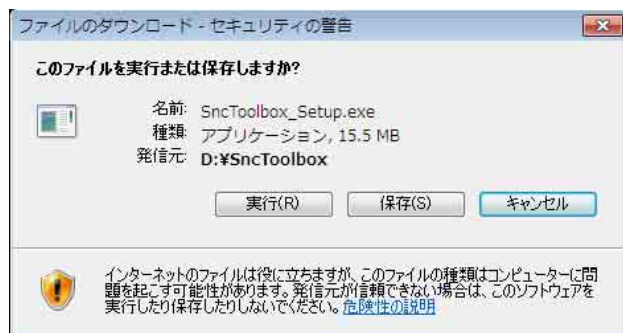 ファイルのダウンロード - セキュリティの警告
このファイルを実行または保存しますか?
名前: SncToolbox_Setup.exe
種類: アプリケーション, 15.5 MB
発信元: D:¥SncToolbox
実行(R) 保存(S) キャンセル
インターネットのファイルは役に立ちますが、このファイルの種類はコンピューターに問
題を起こす可能性があります。発信元が信頼できない場合は、このソフトウェアを
実行したり保存したりしないでください。危険性の説明